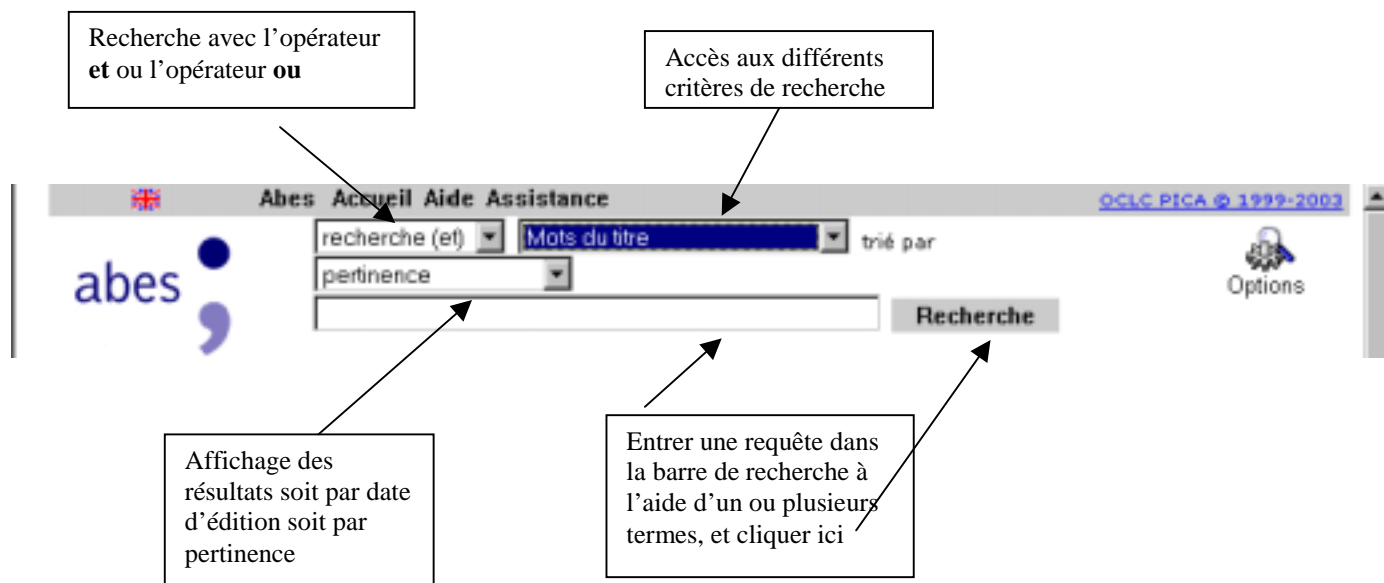 Recherche avec l’opérateur
et ou l’opérateur ou
Accès aux différents
critères de recherche
Abes Accueil Aide Assistance
OCLC PICA © 1999-2003
recherche (et) Mots du titre trié par
abes
pertinence
Options
Recherche
Affichage des
résultats soit par date
d’édition soit par
pertinence
Entrer une requête dans
la barre de recherche à
l’aide d’un ou plusieurs
termes, et cliquer ici